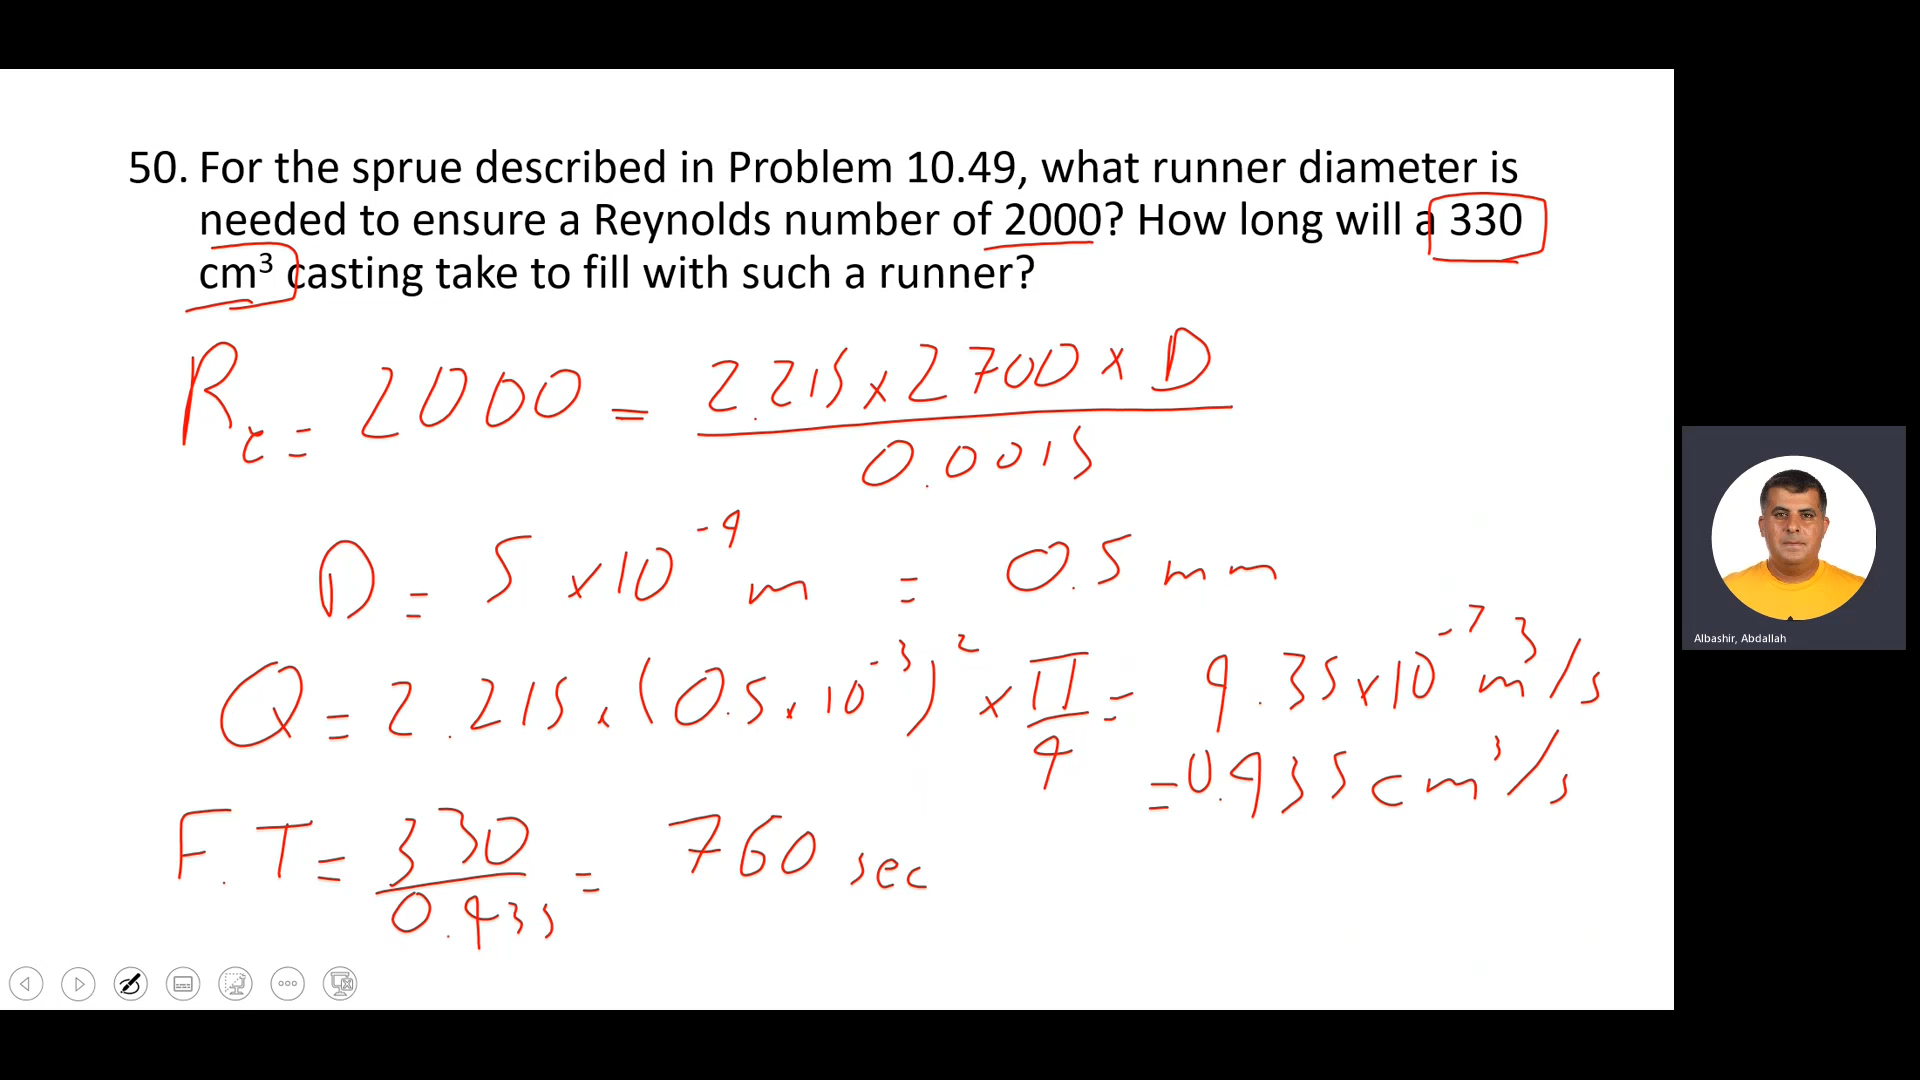 50. For the sprue described in Problem 10.49, what runner diameter is
needed to ensure a Reynolds number of 2000? How long will a 330
cm³ casting take to fill with such a runner?
Re = 2000 = 2.215 x 2700 x D / 0.0015
D = 5 x 10⁻⁴ m = 0.5 mm
Q = 2.215 x (0.5 x 10⁻³)² x π/4 = 4.35 x 10⁻⁷ m³/s
= 0.435 cm³/s
F.T = 330 / 0.435 = 760 sec
Albashir, Abdallah